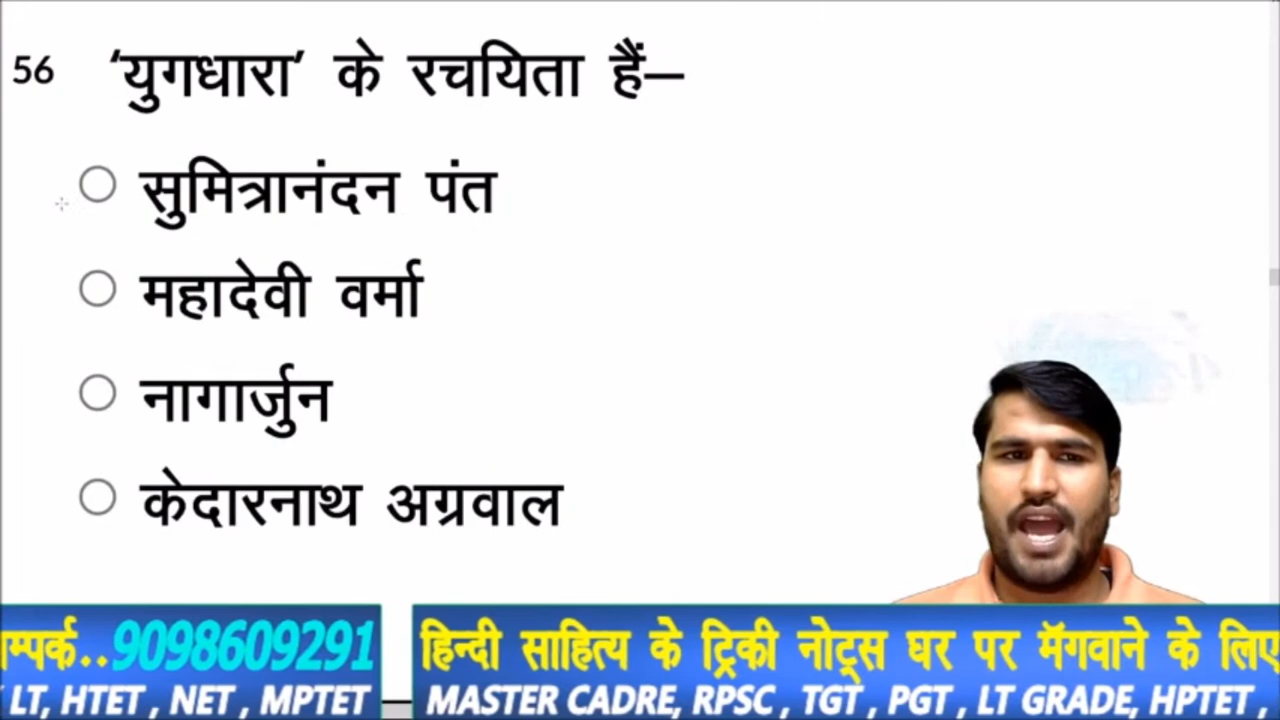 56 ‘युगधारा’ के रचयिता हैं—
सुमित्रानंदन पंत
महादेवी वर्मा
नागार्जुन
केदारनाथ अग्रवाल
म्पर्क..9098609291 हिन्दी साहित्य के ट्रिकी नोट्स घर पर मॅगवाने के लिए
LT, HTET , NET , MPTET MASTER CADRE, RPSC , TGT , PGT , LT GRADE, HPTET ,